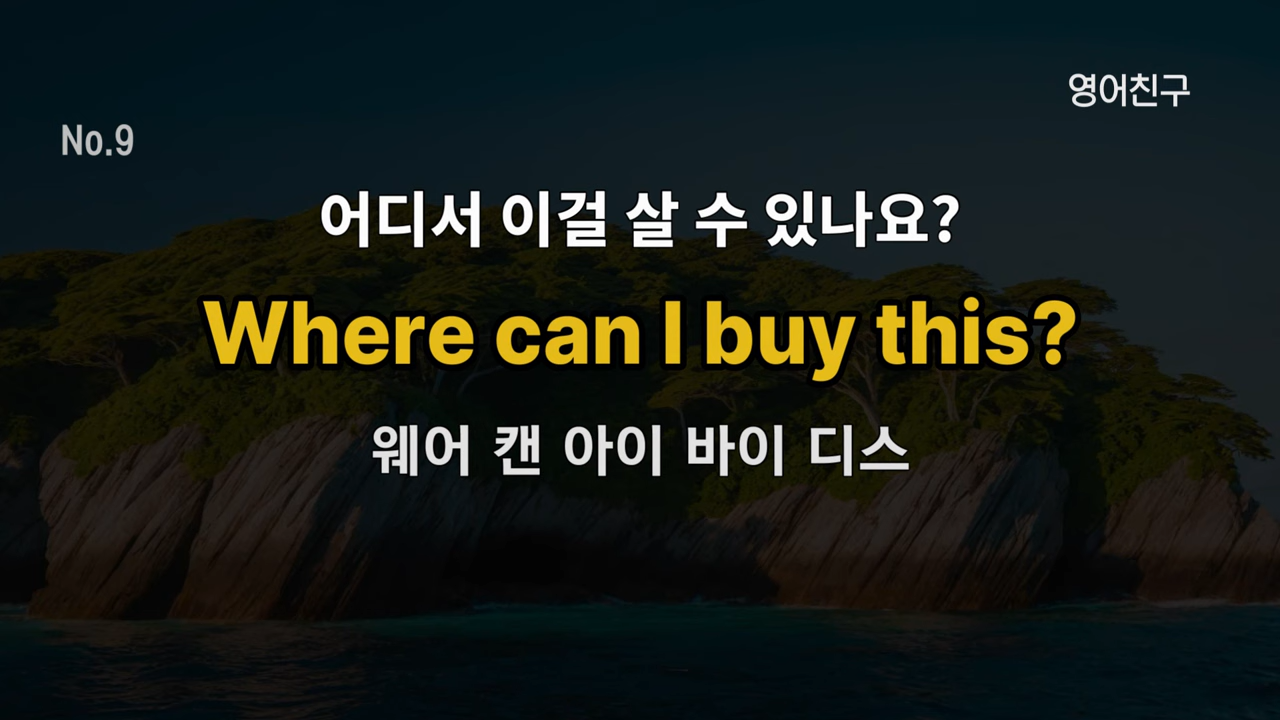 영어친구
No.9
어디서 이걸 살 수 있나요?
Where can I buy this?
웨어 캔 아이 바이 디스